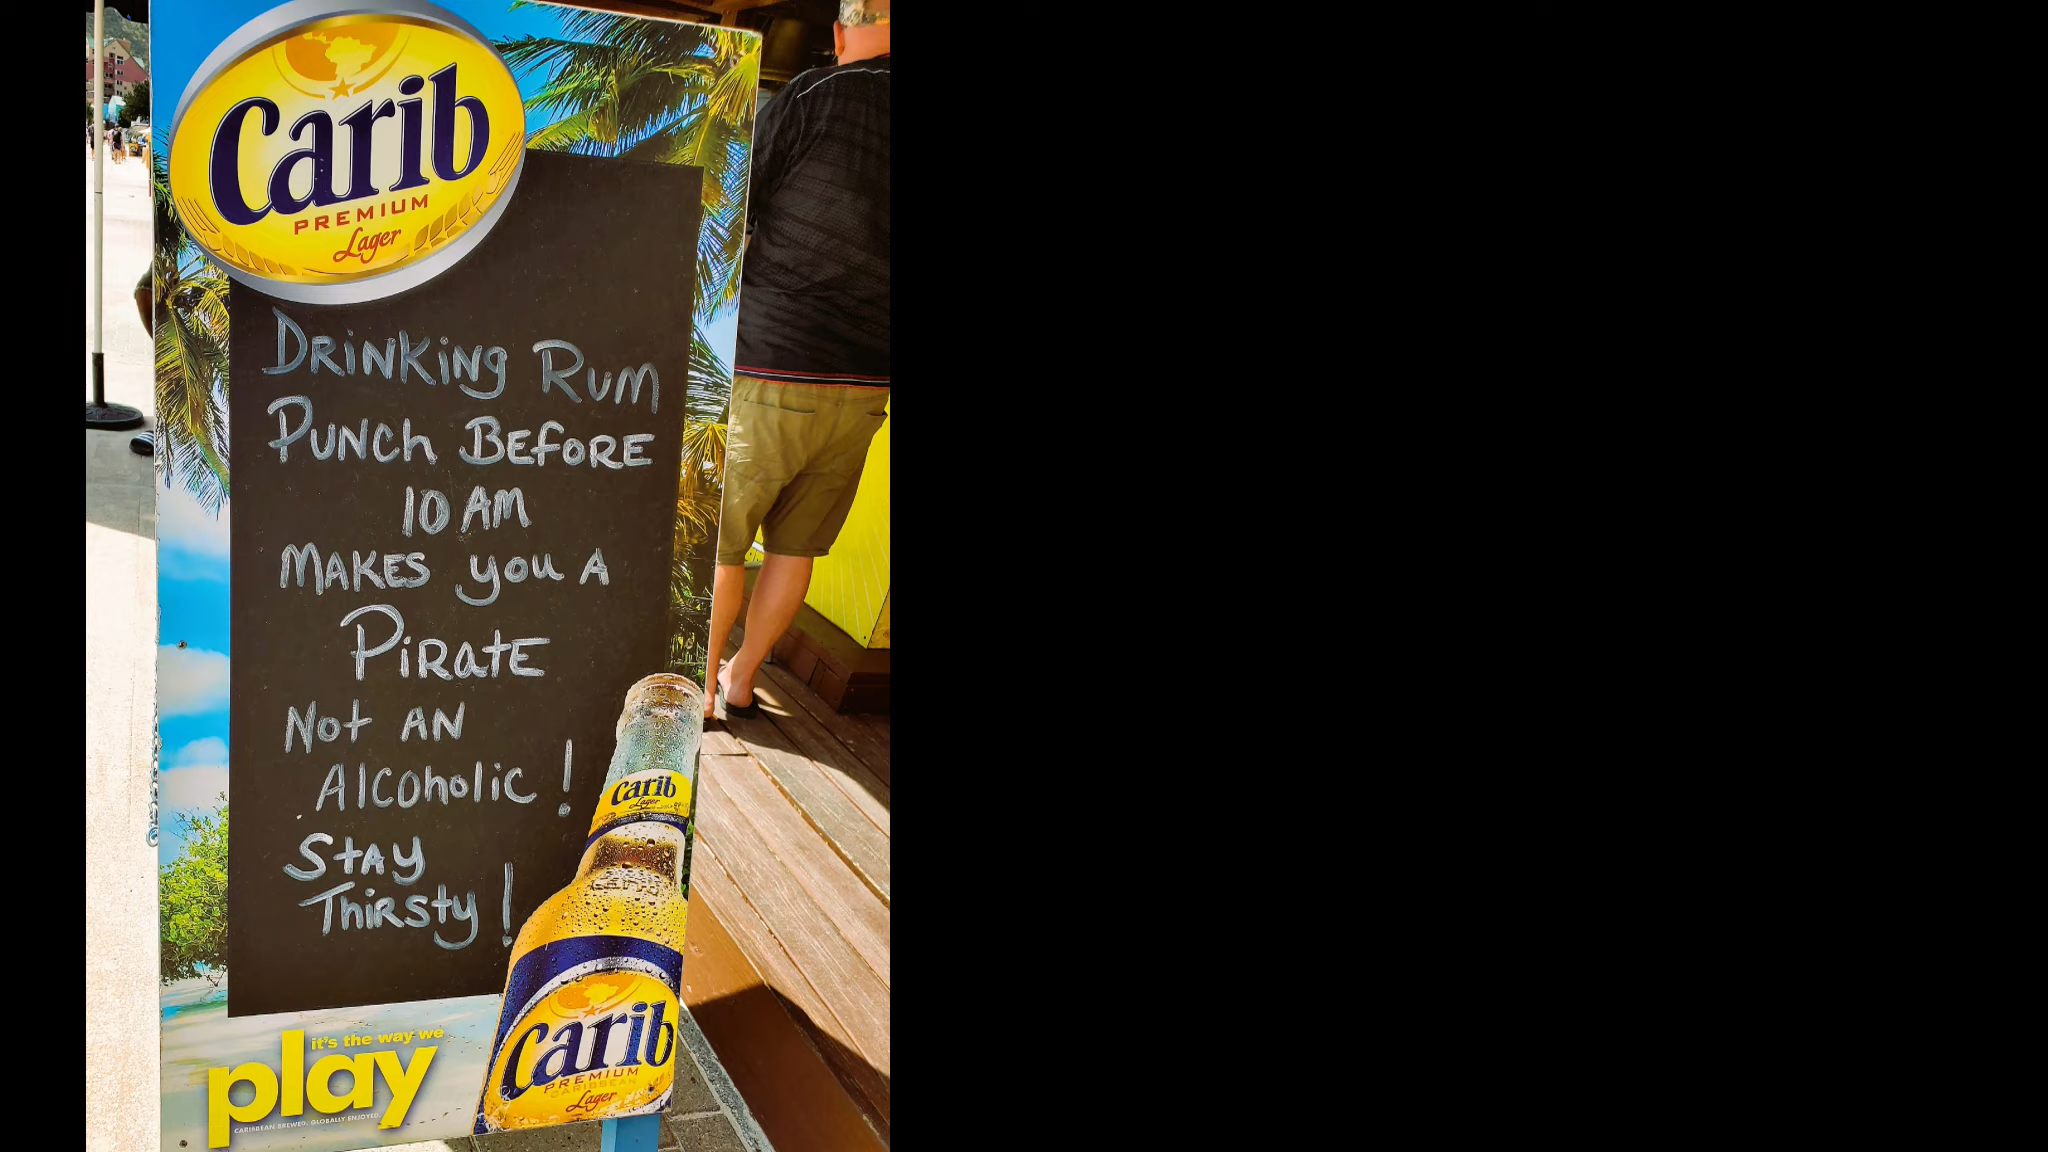 Carib
PREMIUM
Lager
DRiNKiNg RUM
PUNCh BEfORE
10 AM
MAKES you A
PiRatE
Not AN
Alcoholic !
StAy
ThiRsty !
Carib
Lager
Carib
PREMIUM
CARIBBEAN
Lager
it's the way we
play
CARIBBEAN BREWED. GLOBALLY ENJOYED.